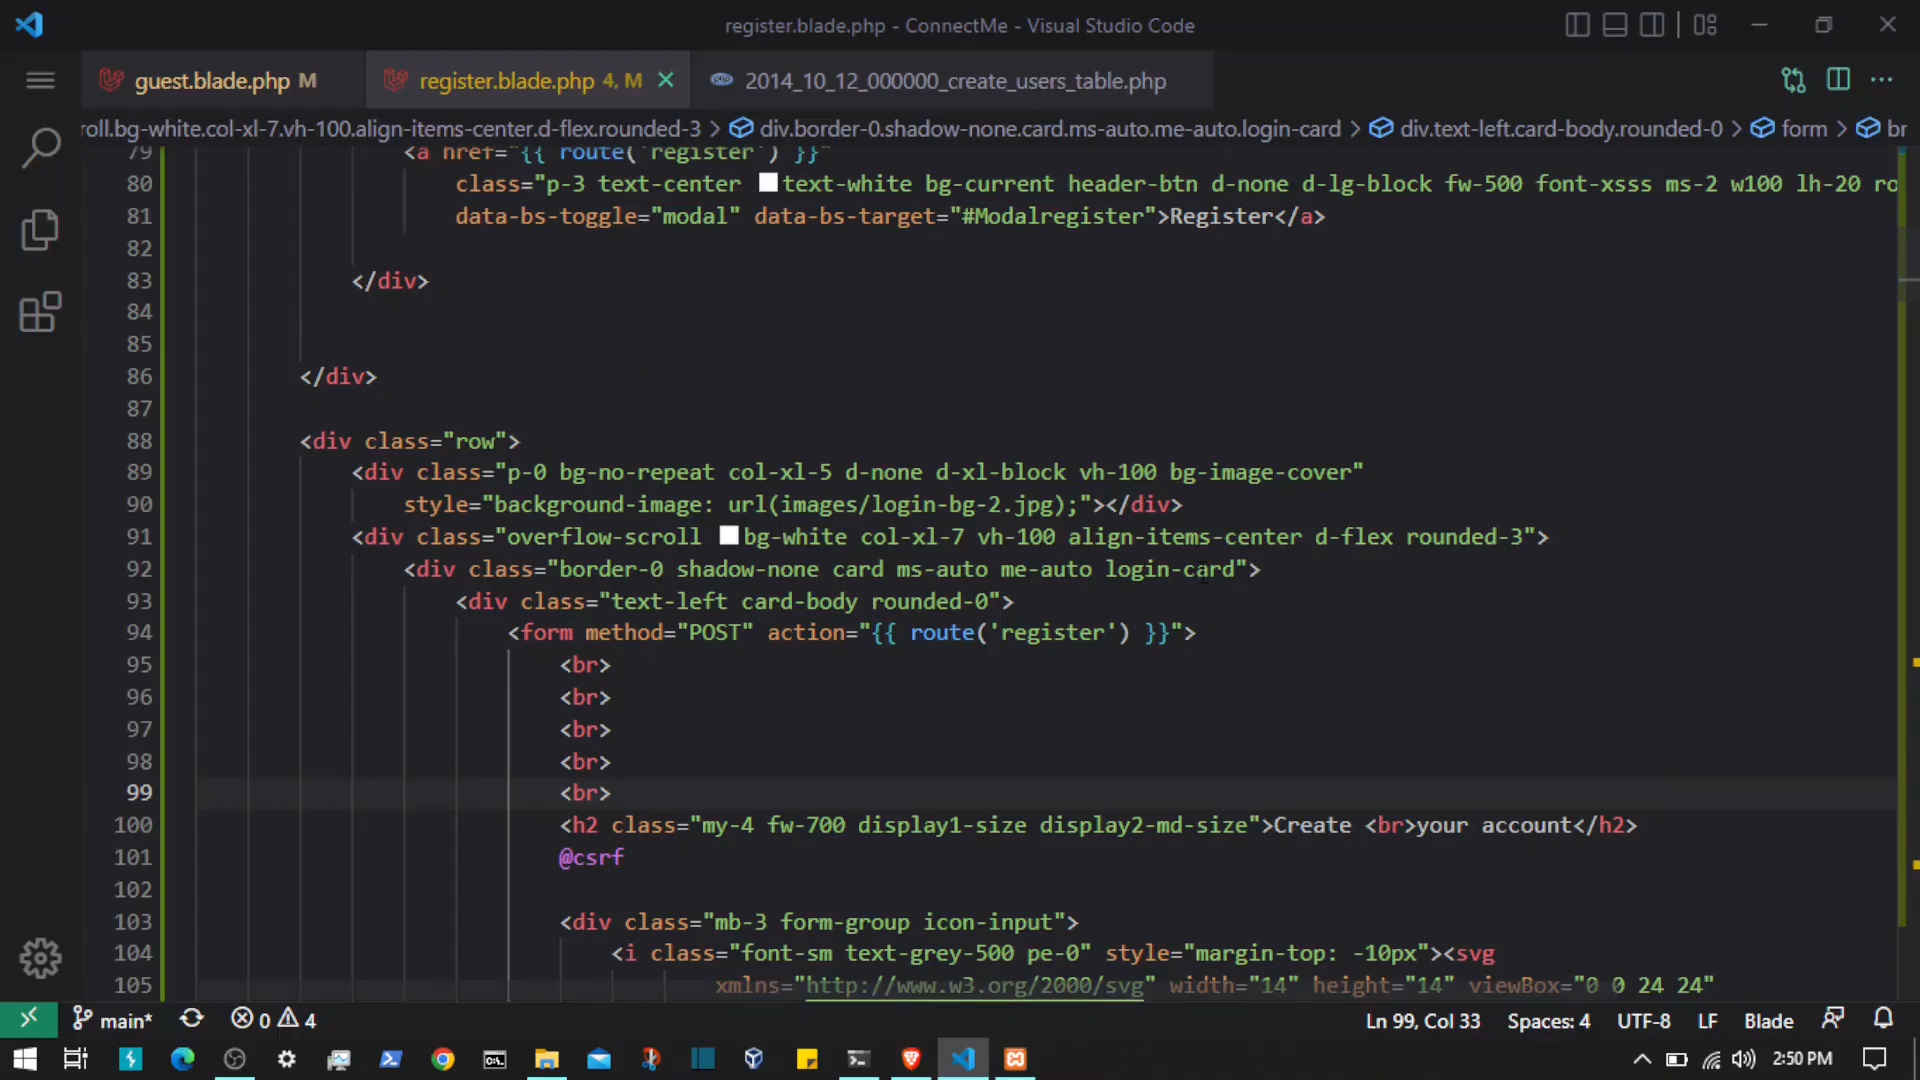 register.blade.php - ConnectMe - Visual Studio Code
guest.blade.php M
register.blade.php 4, M
2014_10_12_000000_create_users_table.php
roll.bg-white.col-xl-7.vh-100.align-items-center.d-flex.rounded-3 > div.border-0.shadow-none.card.ms-auto.me-auto.login-card > div.text-left.card-body.rounded-0 > form > br
79 <a href="{{ route('register') }}"
80 class="p-3 text-center text-white bg-current header-btn d-none d-lg-block fw-500 font-xsss ms-2 w100 lh-20 ro
81 data-bs-toggle="modal" data-bs-target="#Modalregister">Register</a>
82
83 </div>
84
85
86 </div>
87
88 <div class="row">
89 <div class="p-0 bg-no-repeat col-xl-5 d-none d-xl-block vh-100 bg-image-cover"
90 style="background-image: url(images/login-bg-2.jpg);"></div>
91 <div class="overflow-scroll bg-white col-xl-7 vh-100 align-items-center d-flex rounded-3">
92 <div class="border-0 shadow-none card ms-auto me-auto login-card">
93 <div class="text-left card-body rounded-0">
94 <form method="POST" action="{{ route('register') }}">
95 <br>
96 <br>
97 <br>
98 <br>
99 <br>
100 <h2 class="my-4 fw-700 display1-size display2-md-size">Create <br>your account</h2>
101 @csrf
102
103 <div class="mb-3 form-group icon-input">
104 <i class="font-sm text-grey-500 pe-0" style="margin-top: -10px"><svg
105 xmlns="http://www.w3.org/2000/svg" width="14" height="14" viewBox="0 0 24 24"
main* 0 4 Ln 99, Col 33 Spaces: 4 UTF-8 LF Blade
2:50 PM